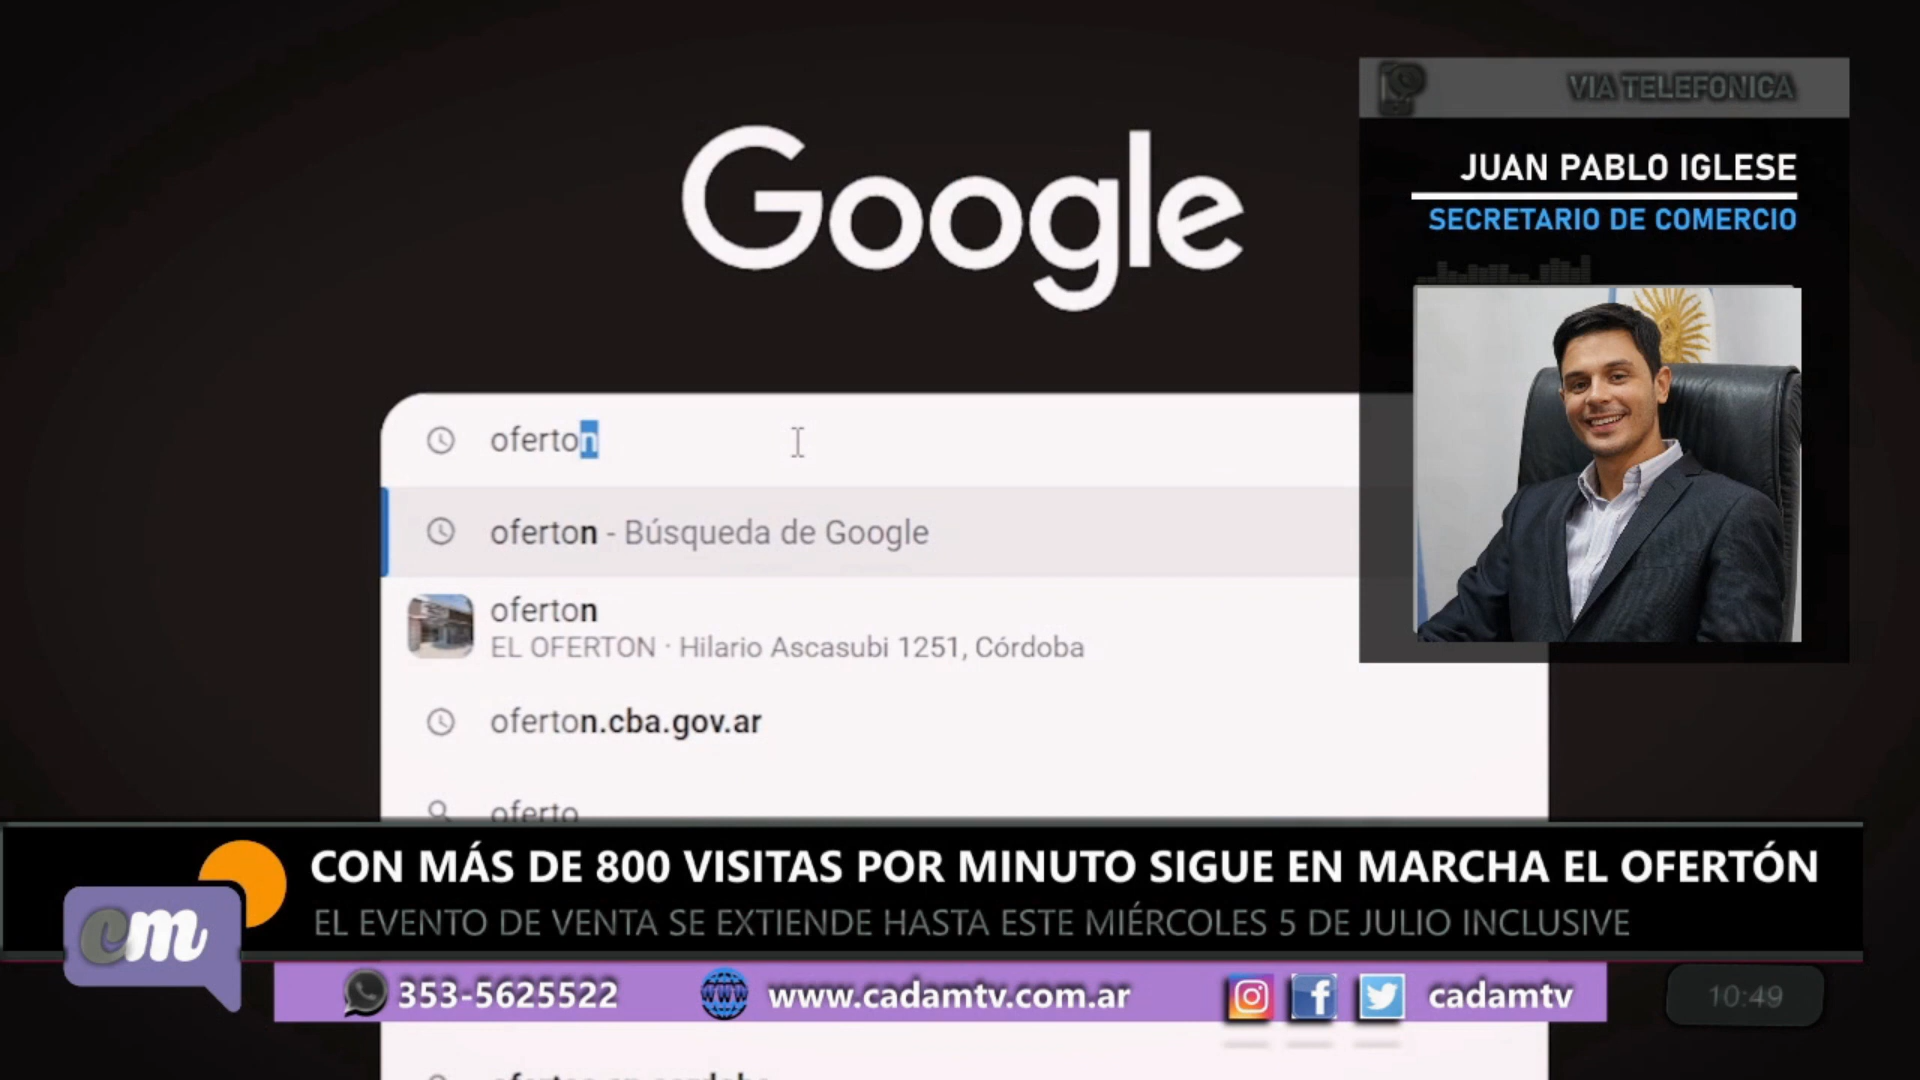 Google
VIA TELEFONICA
JUAN PABLO IGLESE
SECRETARIO DE COMERCIO
oferton
oferton - Búsqueda de Google
oferton
EL OFERTON · Hilario Ascasubi 1251, Córdoba
oferton.cba.gov.ar
oferto
CON MÁS DE 800 VISITAS POR MINUTO SIGUE EN MARCHA EL OFERTÓN
EL EVENTO DE VENTA SE EXTIENDE HASTA ESTE MIÉRCOLES 5 DE JULIO INCLUSIVE
cm
353-5625522
www
www.cadamtv.com.ar
cadamtv
10:49